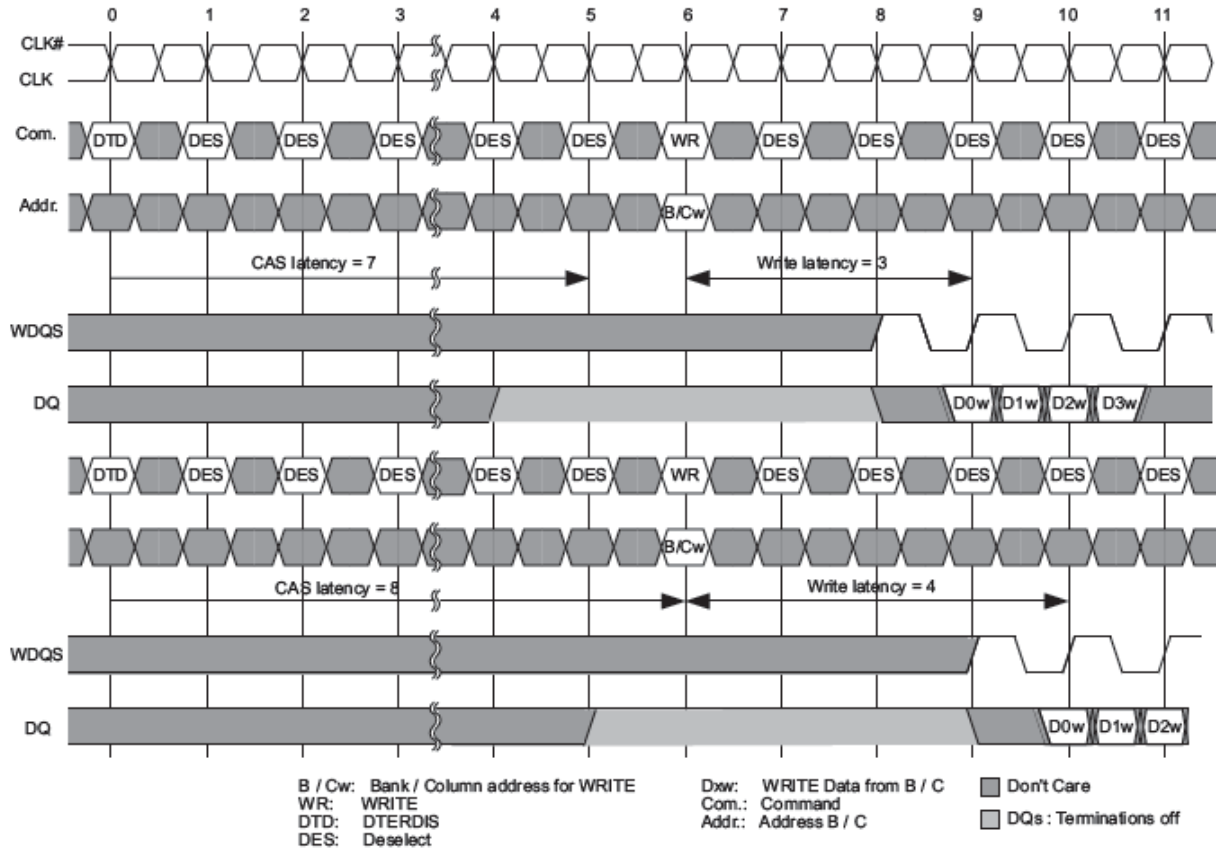 0 1 2 3 4 5 6 7 8 9 10 11
CLK#
CLK
Com. DTD DES DES DES DES DES WR DES DES DES DES DES
Addr. B/Cw
CAS latency = 7 Write latency = 3
WDQS
DQ D0w D1w D2w D3w
DTD DES DES DES DES DES WR DES DES DES DES DES
B/Cw
CAS latency = 8 Write latency = 4
WDQS
DQ D0w D1w D2w
B / Cw: Bank / Column address for WRITE
WR: WRITE
DTD: DTERDIS
DES: Deselect
Dxw: WRITE Data from B / C
Com.: Command
Addr.: Address B / C
Don't Care
DQs : Terminations off